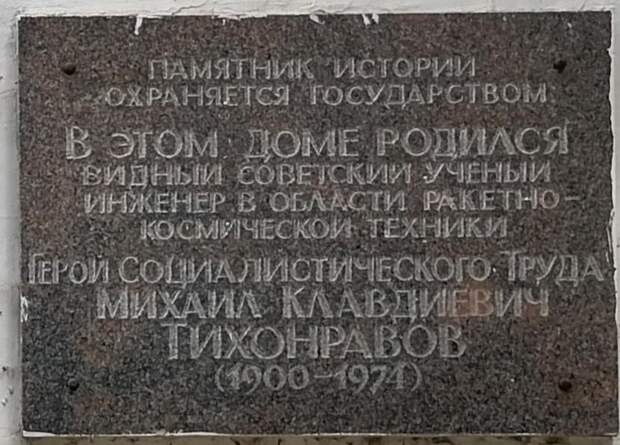 ПАМЯТНИК ИСТОРИИ
ОХРАНЯЕТСЯ ГОСУДАРСТВОМ
В ЭТОМ ДОМЕ РОДИЛСЯ
ВИДНЫЙ СОВЕТСКИЙ УЧЕНЫЙ
ИНЖЕНЕР В ОБЛАСТИ РАКЕТНО-
КОСМИЧЕСКОЙ ТЕХНИКИ
ГЕРОЙ СОЦИАЛИСТИЧЕСКОГО ТРУДА
МИХАИЛ КЛАВДИЕВИЧ
ТИХОНРАВОВ
(1900-1974)